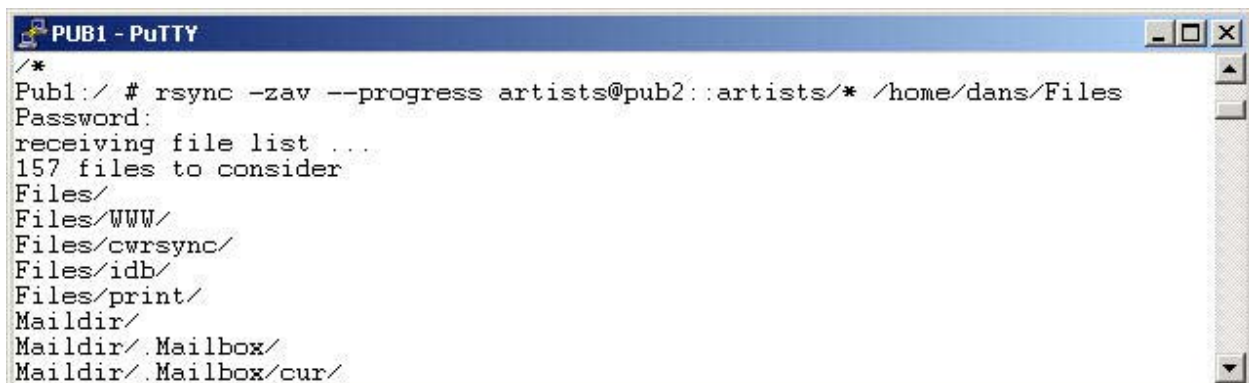 PUB1 - PuTTY
/*
Pub1:/ # rsync -zav --progress artists@pub2::artists/* /home/dans/Files
Password:
receiving file list ...
157 files to consider
Files/
Files/WWW/
Files/cwrsync/
Files/idb/
Files/print/
Maildir/
Maildir/.Mailbox/
Maildir/.Mailbox/cur/